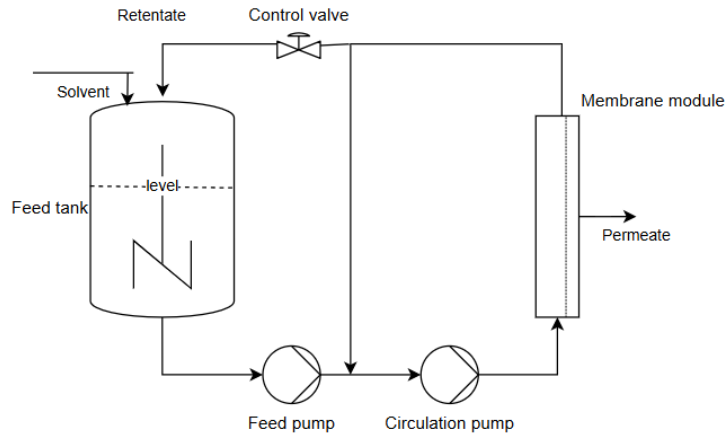 Retentate
Control valve
Solvent
Membrane module
level
Feed tank
Permeate
Feed pump
Circulation pump